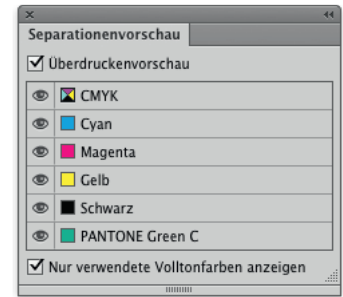 Separationenvorschau
Überdruckenvorschau
CMYK
Cyan
Magenta
Gelb
Schwarz
PANTONE Green C
Nur verwendete Volltonfarben anzeigen